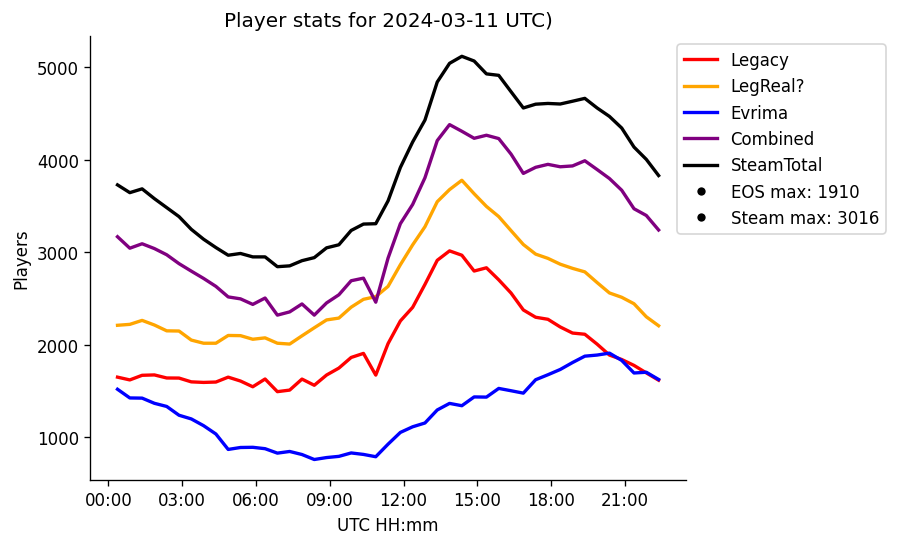 Player stats for 2024-03-11 UTC)
Legacy
LegReal?
Evrima
Combined
SteamTotal
EOS max: 1910
Steam max: 3016
Players
5000
4000
3000
2000
1000
00:00 03:00 06:00 09:00 12:00 15:00 18:00 21:00
UTC HH:mm